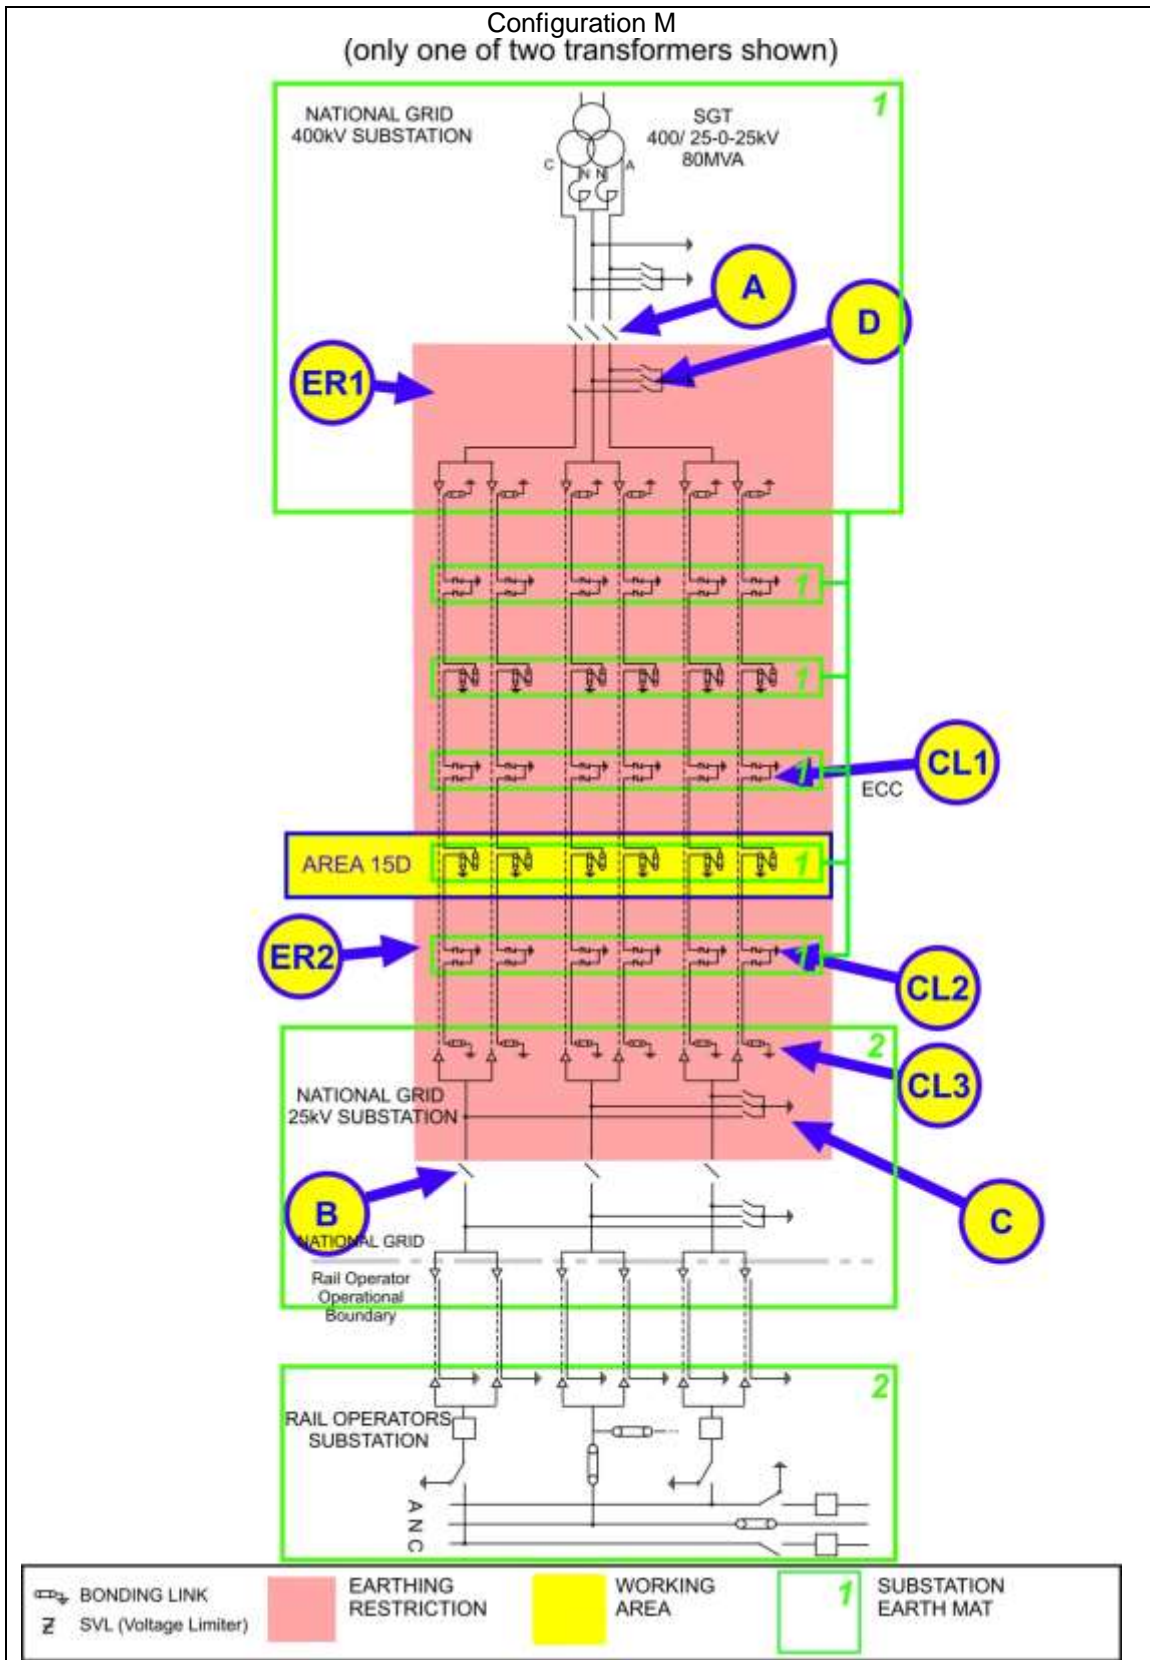 Configuration M
(only one of two transformers shown)
1
NATIONAL GRID
400kV SUBSTATION
SGT
400/ 25-0-25kV
80MVA
C
N N
A
A
D
ER1
1
1
CL1
1
ECC
AREA 15D
1
ER2
1
CL2
2
CL3
NATIONAL GRID
25kV SUBSTATION
B
C
NATIONAL GRID
Rail Operator
Operational
Boundary
2
RAIL OPERATORS
SUBSTATION
A
N
C
BONDING LINK
SVL (Voltage Limiter)
EARTHING
RESTRICTION
WORKING
AREA
1
SUBSTATION
EARTH MAT